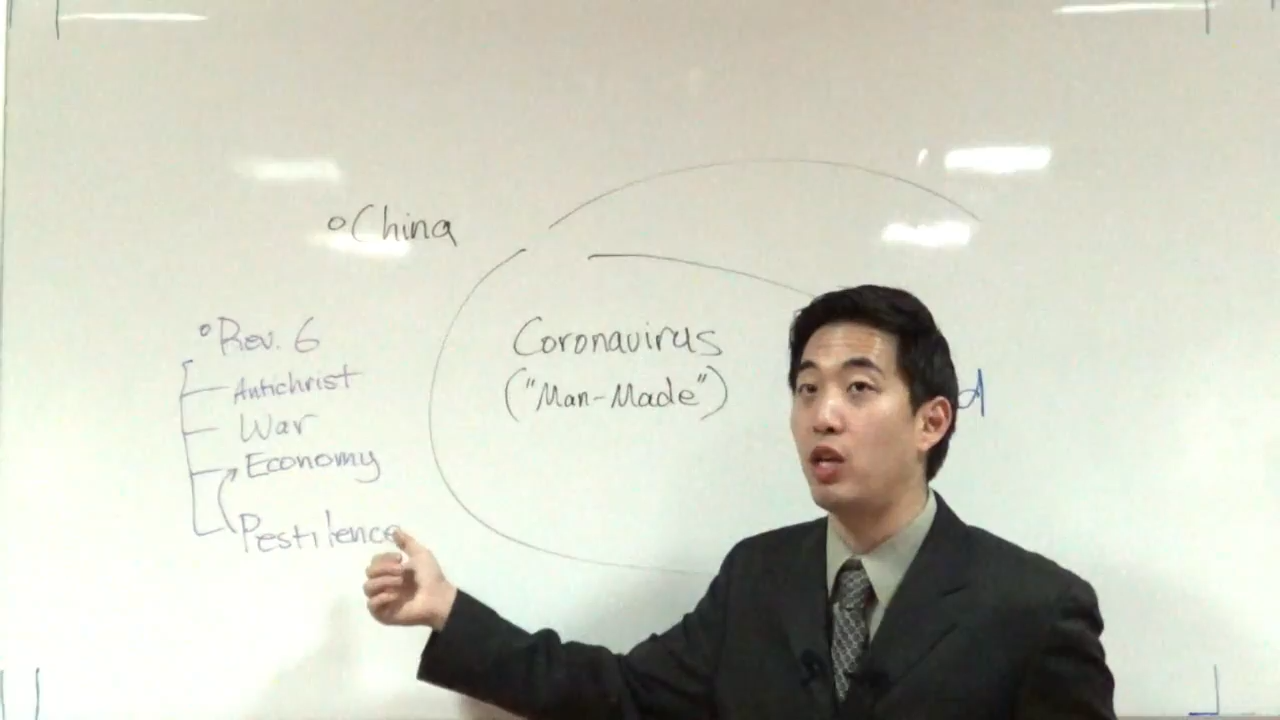 °China
°Rev. 6
Antichrist
War
Economy
Pestilence
Coronavirus
("Man-Made")